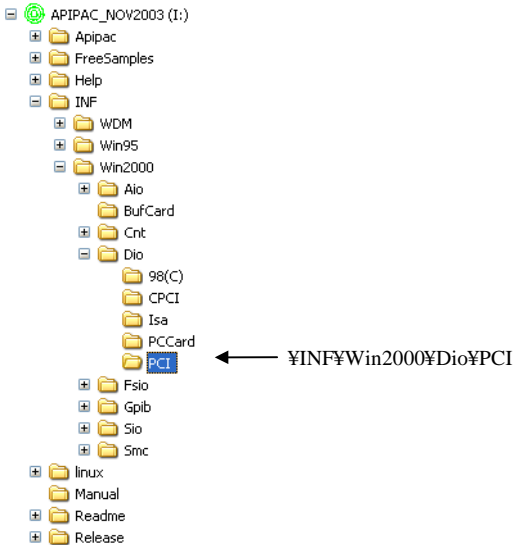 APIPAC_NOV2003 (I:)
Apipac
FreeSamples
Help
INF
WDM
Win95
Win2000
Aio
BufCard
Cnt
Dio
98(C)
CPCI
Isa
PCCard
PCI ¥INF¥Win2000¥Dio¥PCI
Fsio
Gpib
Sio
Smc
linux
Manual
Readme
Release